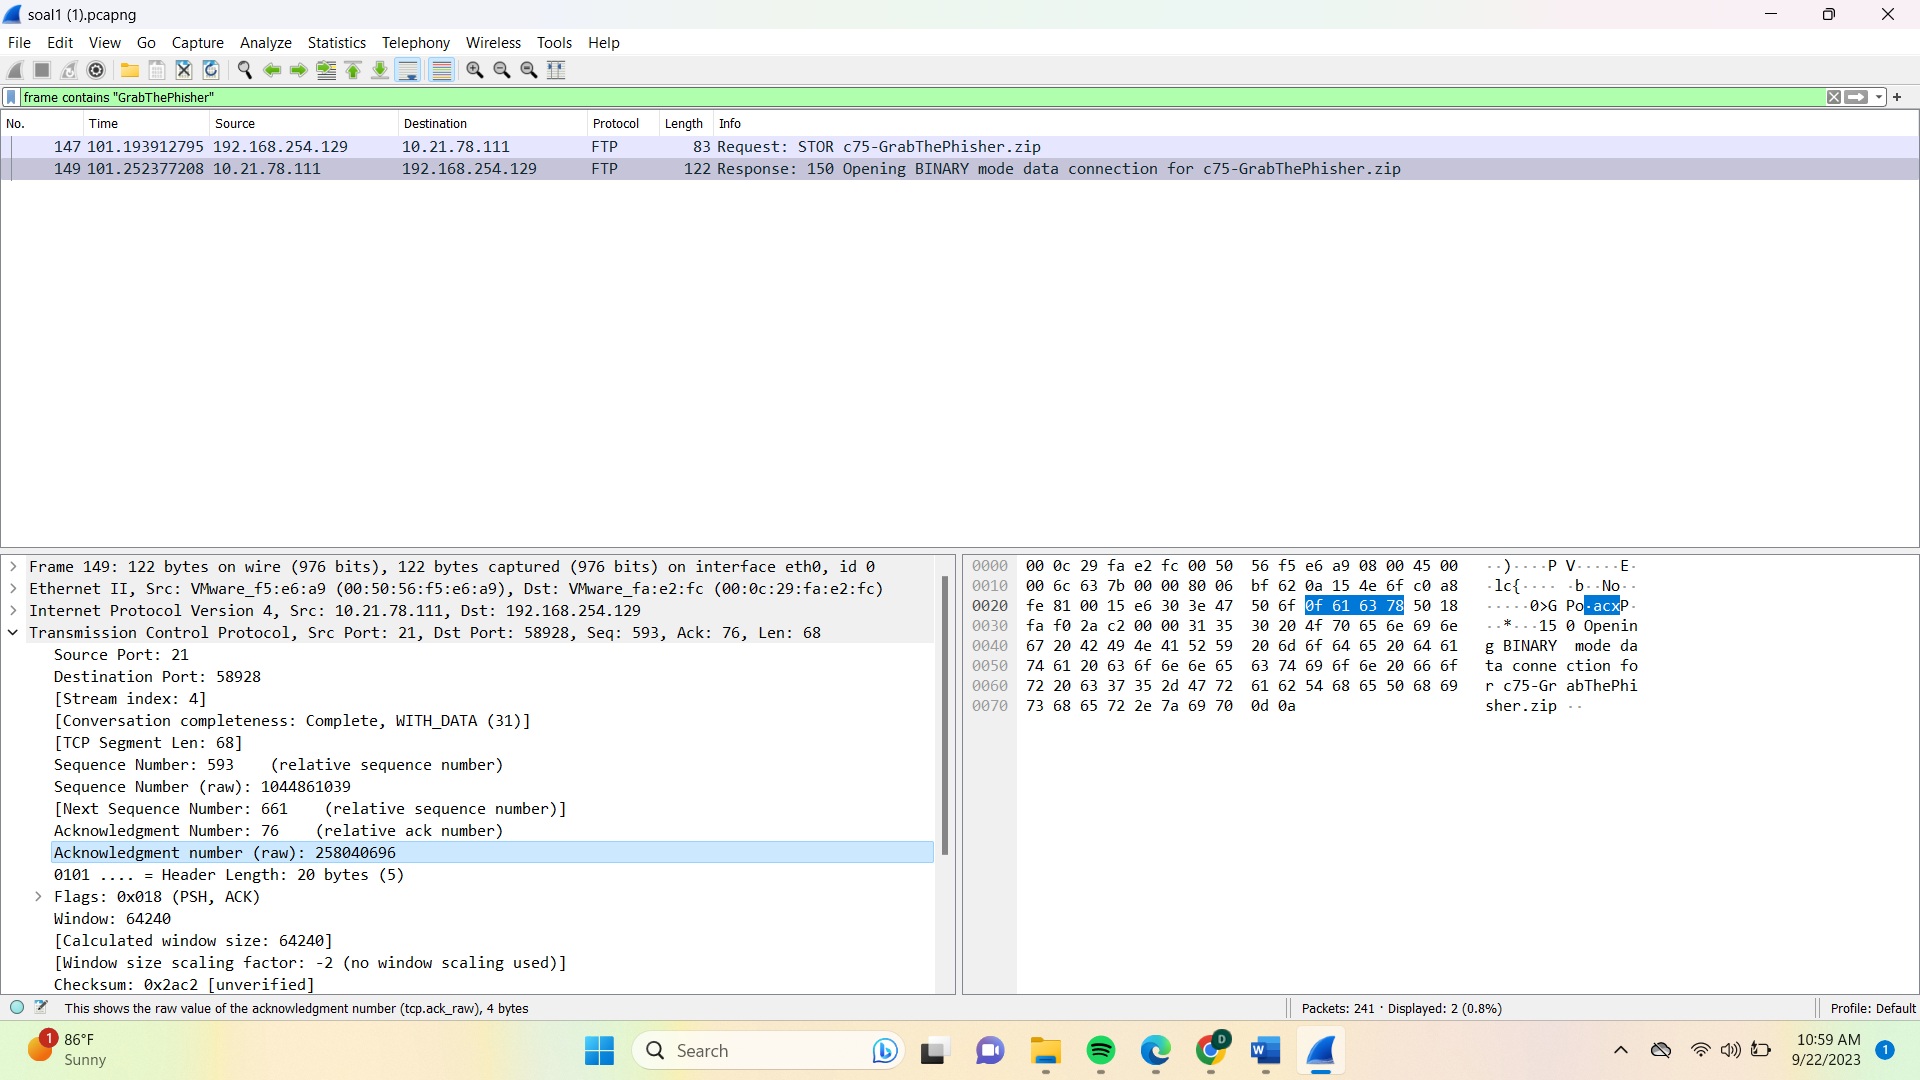 soal1 (1).pcapng
File Edit View Go Capture Analyze Statistics Telephony Wireless Tools Help
frame contains "GrabThePhisher"
No. Time Source Destination Protocol Length Info
147 101.193912795 192.168.254.129 10.21.78.111 FTP 83 Request: STOR c75-GrabThePhisher.zip
149 101.252377208 10.21.78.111 192.168.254.129 FTP 122 Response: 150 Opening BINARY mode data connection for c75-GrabThePhisher.zip
Frame 149: 122 bytes on wire (976 bits), 122 bytes captured (976 bits) on interface eth0, id 0
Ethernet II, Src: VMware_f5:e6:a9 (00:50:56:f5:e6:a9), Dst: VMware_fa:e2:fc (00:0c:29:fa:e2:fc)
Internet Protocol Version 4, Src: 10.21.78.111, Dst: 192.168.254.129
Transmission Control Protocol, Src Port: 21, Dst Port: 58928, Seq: 593, Ack: 76, Len: 68
Source Port: 21
Destination Port: 58928
[Stream index: 4]
[Conversation completeness: Complete, WITH_DATA (31)]
[TCP Segment Len: 68]
Sequence Number: 593    (relative sequence number)
Sequence Number (raw): 1044861039
[Next Sequence Number: 661    (relative sequence number)]
Acknowledgment Number: 76    (relative ack number)
Acknowledgment number (raw): 258040696
0101 .... = Header Length: 20 bytes (5)
Flags: 0x018 (PSH, ACK)
Window: 64240
[Calculated window size: 64240]
[Window size scaling factor: -2 (no window scaling used)]
Checksum: 0x2ac2 [unverified]
0000 00 0c 29 fa e2 fc 00 50 56 f5 e6 a9 08 00 45 00 ··)····P V·····E·
0010 00 6c 63 7b 00 00 80 06 bf 62 0a 15 4e 6f c0 a8 ·lc{···· ·b··No··
0020 fe 81 00 15 e6 30 3e 47 50 6f 0f 61 63 78 50 18 ·····0>G Po·acxP·
0030 fa f0 2a c2 00 00 31 35 30 20 4f 70 65 6e 69 6e ··*···15 0 Openin
0040 67 20 42 49 4e 41 52 59 20 6d 6f 64 65 20 64 61 g BINARY mode da
0050 74 61 20 63 6f 6e 6e 65 63 74 69 6f 6e 20 66 6f ta conne ction fo
0060 72 20 63 37 35 2d 47 72 61 62 54 68 65 50 68 69 r c75-Gr abThePhi
0070 73 68 65 72 2e 7a 69 70 0d 0a sher.zip ··
This shows the raw value of the acknowledgment number (tcp.ack_raw), 4 bytes
Packets: 241 · Displayed: 2 (0.8%)
Profile: Default
1
86°F
Sunny
Search
D
10:59 AM
9/22/2023
1